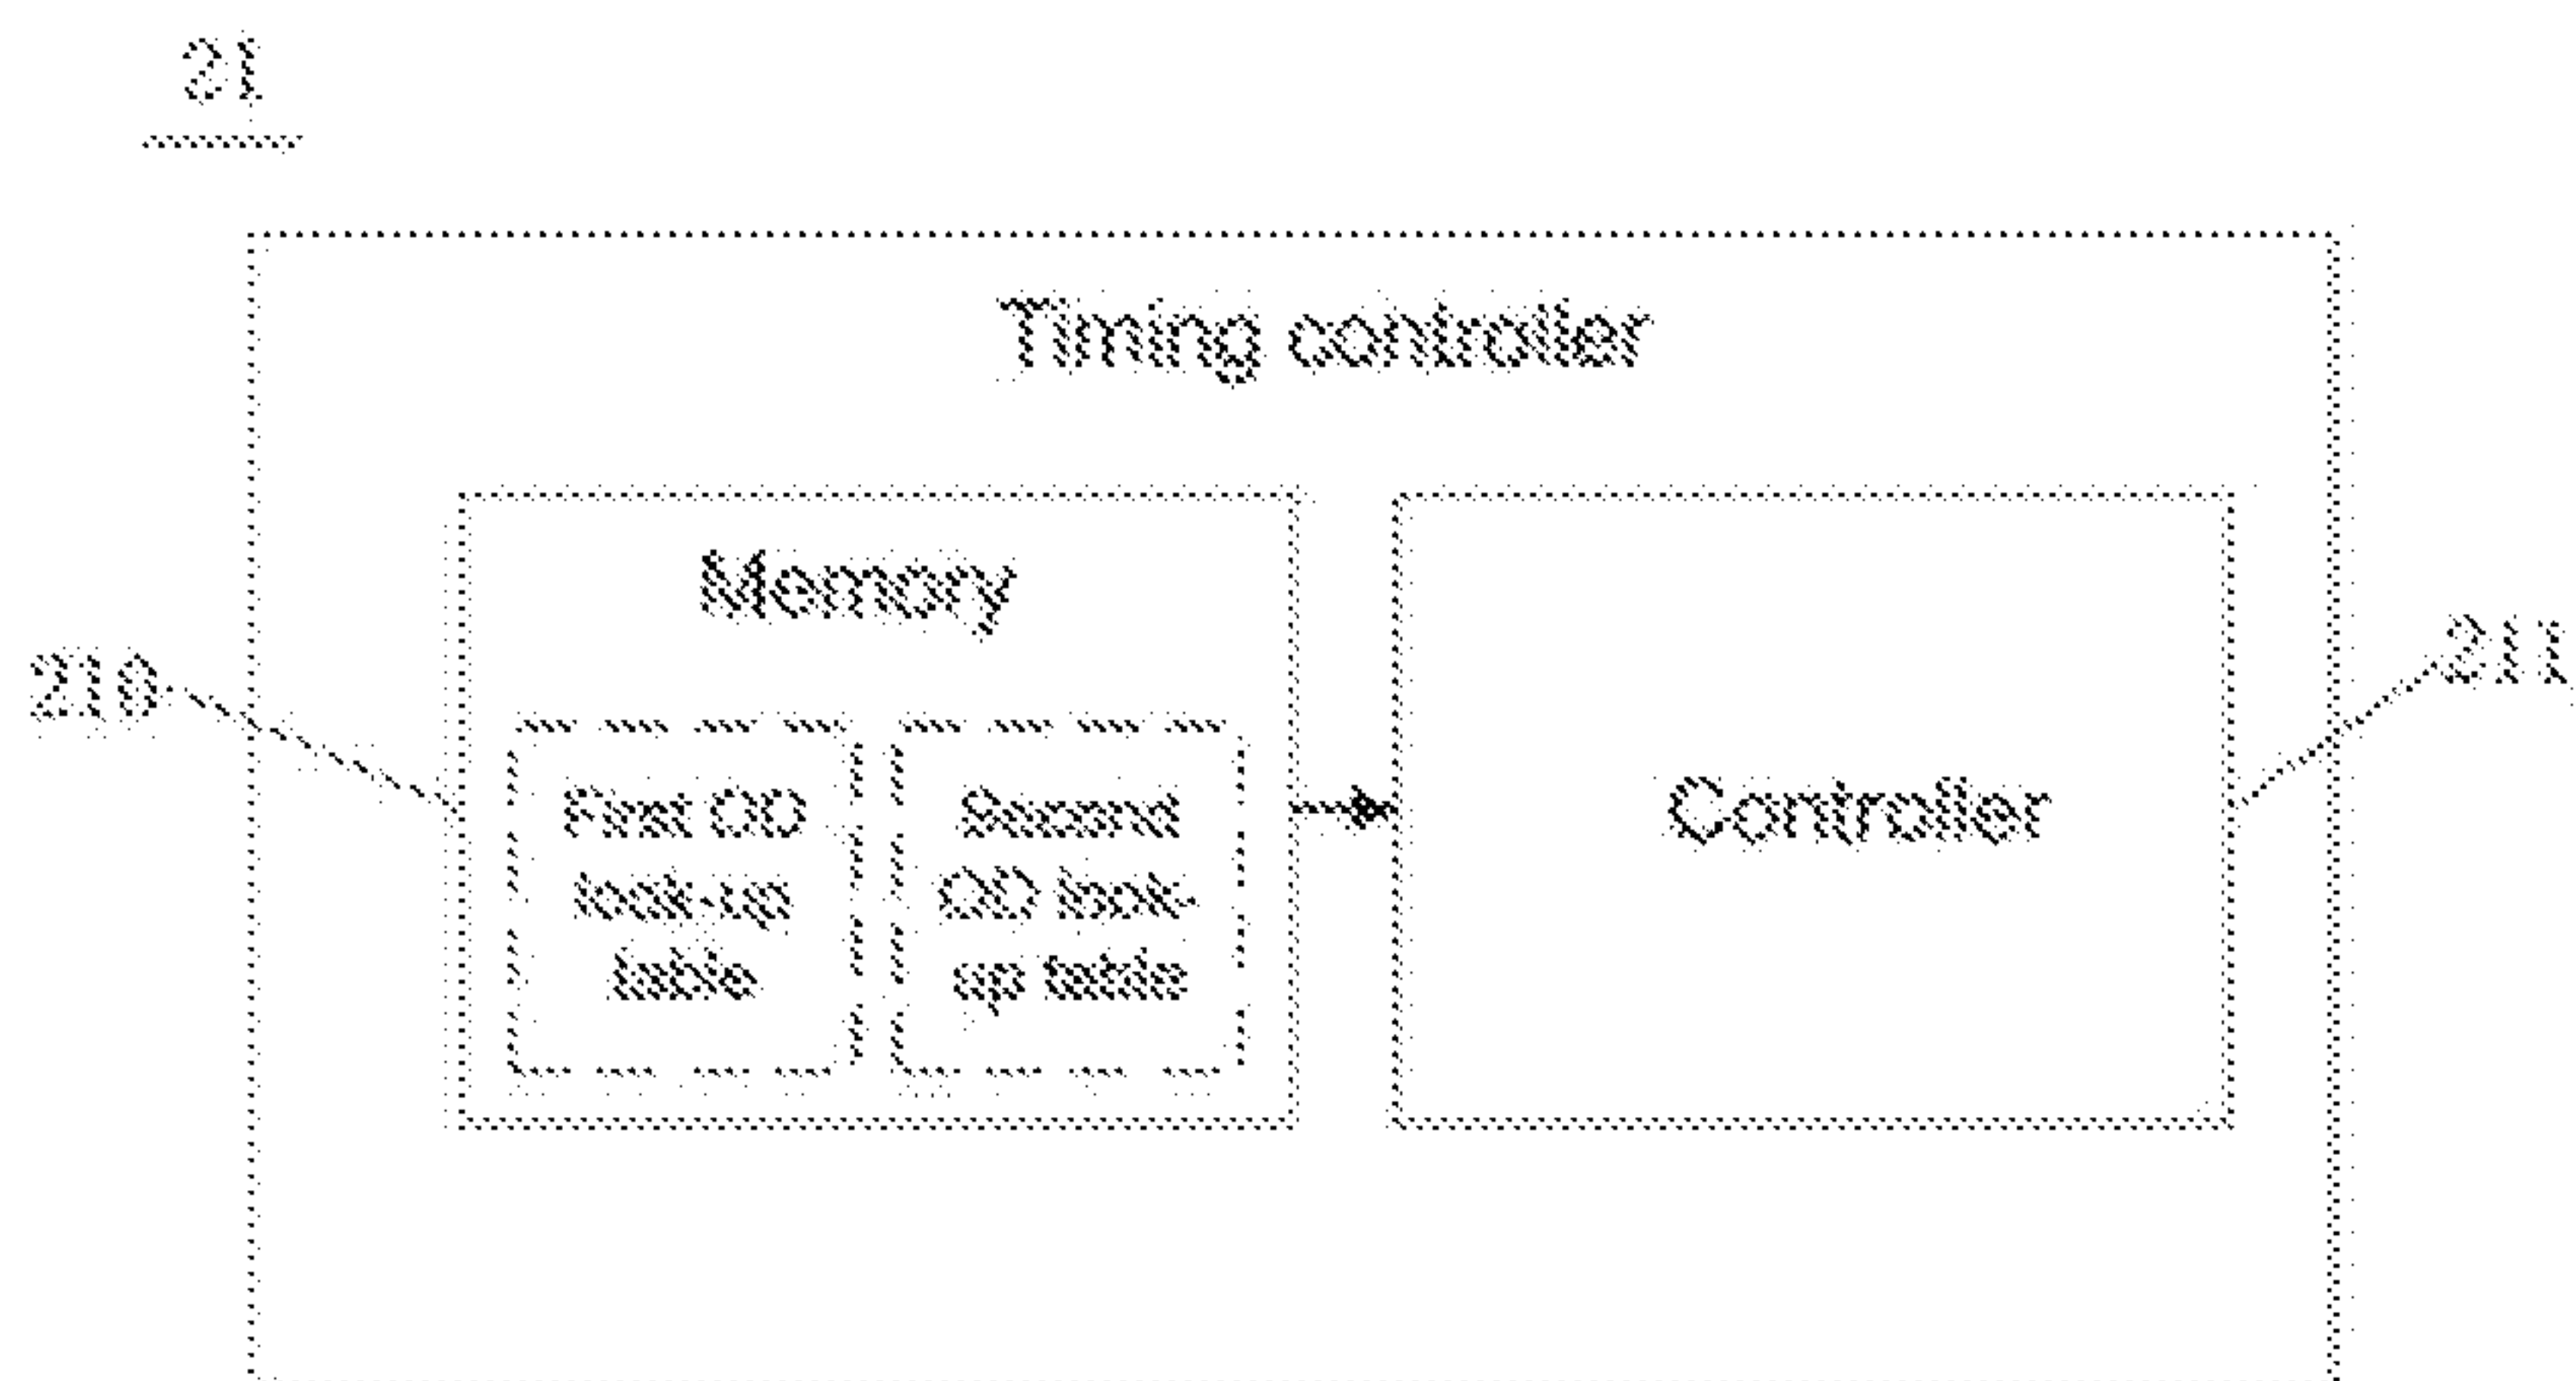 21
Timing controller
Memory
210
211
First OD
look-up
table
Second
OD look-
up table
Controller